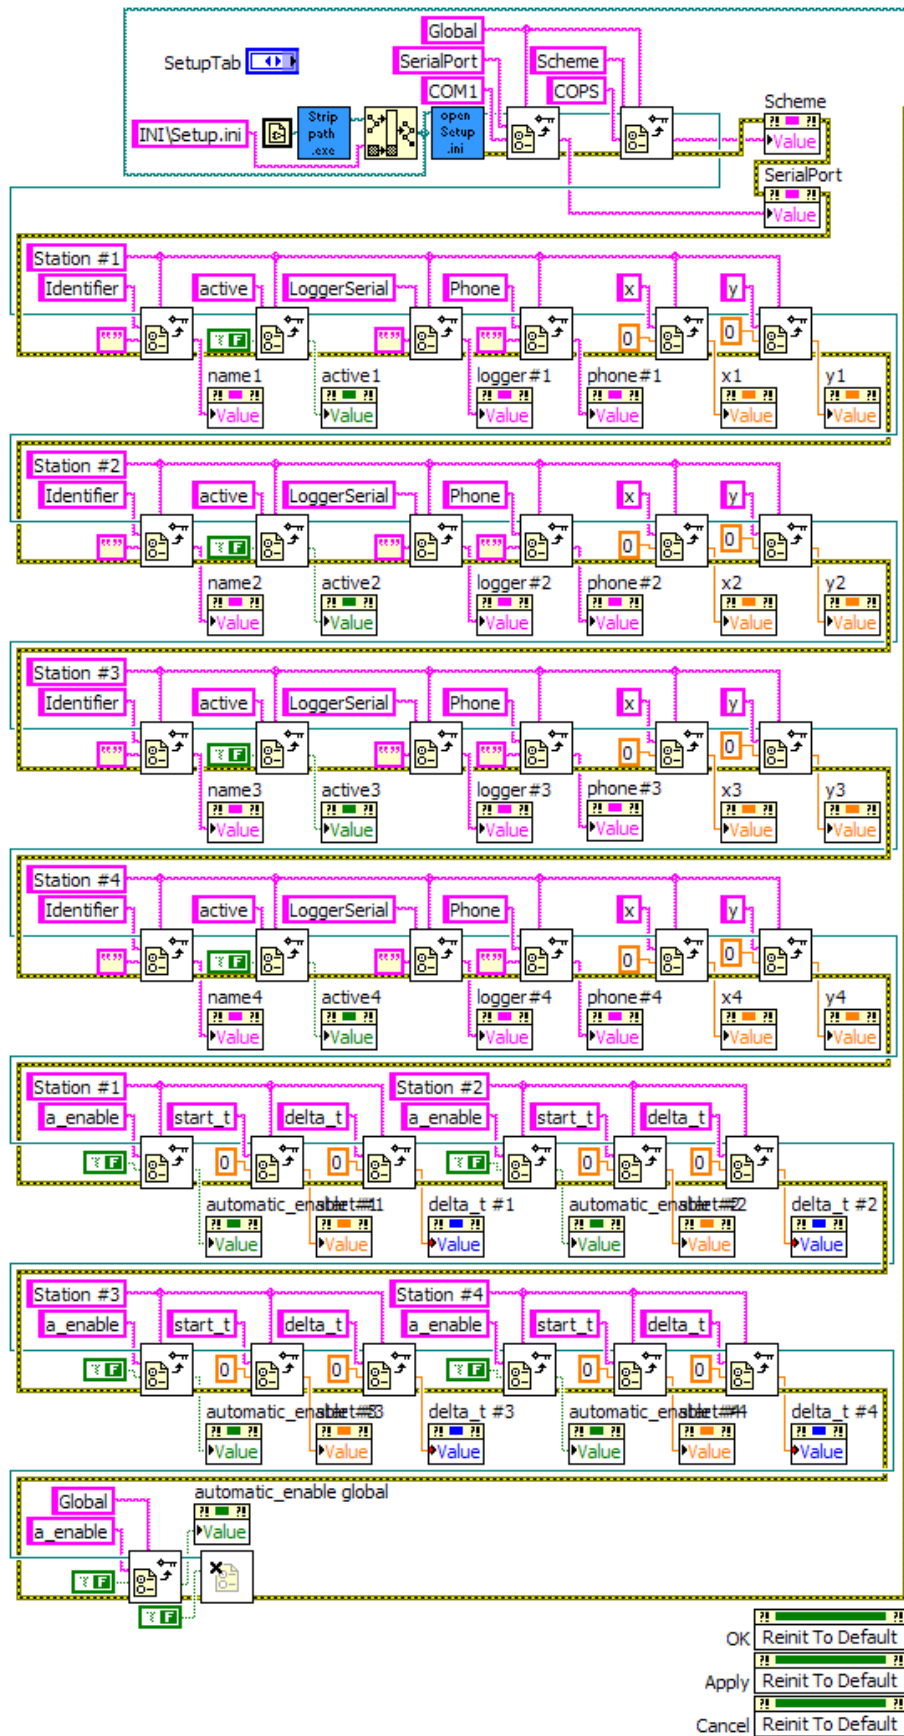 Global
SetupTab
SerialPort
Scheme
COM1
COPS
Scheme
INI\Setup.ini
Strip path .exe
open Setup .ini
Value
SerialPort
Value
Station #1
Identifier
active
LoggerSerial
Phone
x
y
F
0
0
name1
active1
logger#1
phone#1
x1
y1
Value
Value
Value
Value
Value
Value
Station #2
Identifier
active
LoggerSerial
Phone
x
y
F
0
0
name2
active2
logger#2
phone#2
x2
y2
Value
Value
Value
Value
Value
Value
Station #3
Identifier
active
LoggerSerial
Phone
x
y
F
0
0
name3
active3
logger#3
phone#3
x3
y3
Value
Value
Value
Value
Value
Value
Station #4
Identifier
active
LoggerSerial
Phone
x
y
F
0
0
name4
active4
logger#4
phone#4
x4
y4
Value
Value
Value
Value
Value
Value
Station #1
Station #2
a_enable
start_t
delta_t
a_enable
start_t
delta_t
F
0
0
F
0
0
automatic_enable
delta_t #1
automatic_enable
delta_t #2
Value
Value
Value
Value
Value
Value
Station #3
Station #4
a_enable
start_t
delta_t
a_enable
start_t
delta_t
F
0
0
F
0
0
automatic_enable
delta_t #3
automatic_enable
delta_t #4
Value
Value
Value
Value
Value
Value
automatic_enable global
Global
Value
a_enable
F
F
OK
Reinit To Default
Apply
Reinit To Default
Cancel
Reinit To Default